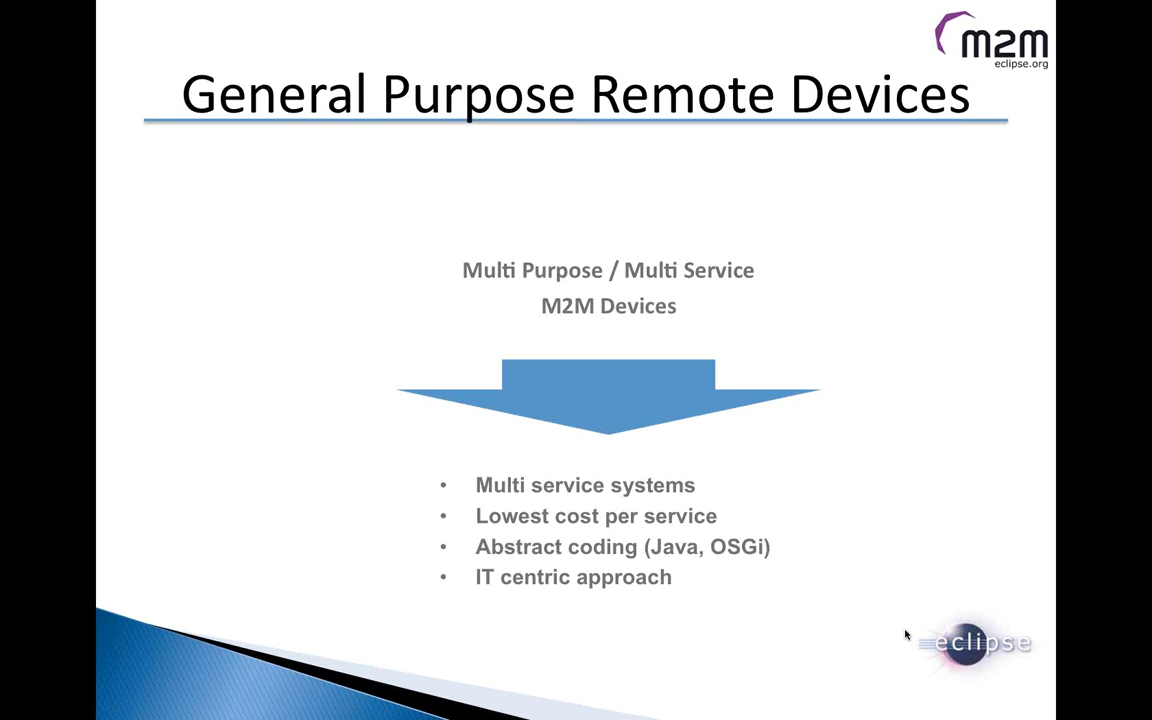 m2m
eclipse.org
General Purpose Remote Devices
Multi Purpose / Multi Service
M2M Devices
• Multi service systems
• Lowest cost per service
• Abstract coding (Java, OSGi)
• IT centric approach
eclipse